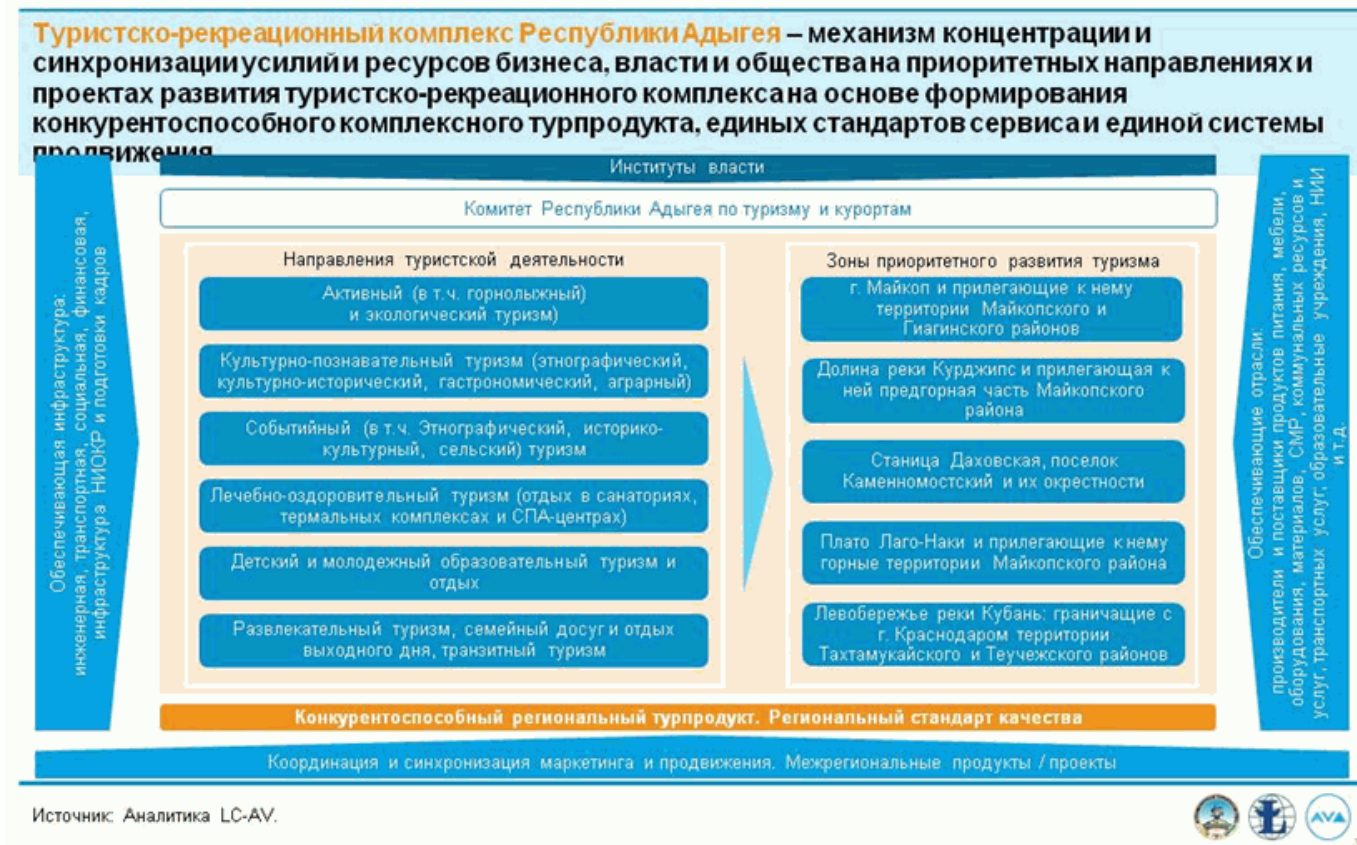 Туристско-рекреационный комплекс Республики Адыгея – механизм концентрации и
синхронизации усилий и ресурсов бизнеса, власти и общества на приоритетных направлениях и
проектах развития туристско-рекреационного комплекса на основе формирования
конкурентоспособного комплексного турпродукта, единых стандартов сервиса и единой системы
продвижения
Институты власти
Комитет Республики Адыгея по туризму и курортам
Обеспечивающая инфраструктура:
инженерная, транспортная, социальная, финансовая,
инфраструктура НИОКР и подготовки кадров
Направления туристской деятельности
Активный (в т.ч. горнолыжный)
и экологический туризм)
Культурно-познавательный туризм (этнографический,
культурно-исторический, гастрономический, аграрный)
Событийный (в т.ч. Этнографический, историко-
культурный, сельский) туризм
Лечебно-оздоровительный туризм (отдых в санаториях,
термальных комплексах и СПА-центрах)
Детский и молодежный образовательный туризм и
отдых
Развлекательный туризм, семейный досуг и отдых
выходного дня, транзитный туризм
Зоны приоритетного развития туризма
г. Майкоп и прилегающие к нему
территории Майкопского и
Гиагинского районов
Долина реки Курджипс и прилегающая к
ней предгорная часть Майкопского
района
Станица Даховская, поселок
Каменномостский и их окрестности
Плато Лаго-Наки и прилегающие к нему
горные территории Майкопского района
Левобережье реки Кубань: граничащие с
г. Краснодаром территории
Тахтамукайского и Теучежского районов
Обеспечивающие отрасли:
производители и поставщики продуктов питания, мебели,
оборудования, материалов, СМР, коммунальных ресурсов и
услуг, транспортных услуг; образовательные учреждения, НИИ
и т.д.
Конкурентоспособный региональный турпродукт. Региональный стандарт качества
Координация и синхронизация маркетинга и продвижения. Межрегиональные продукты / проекты
Источник: Аналитика LC-AV.
AVA